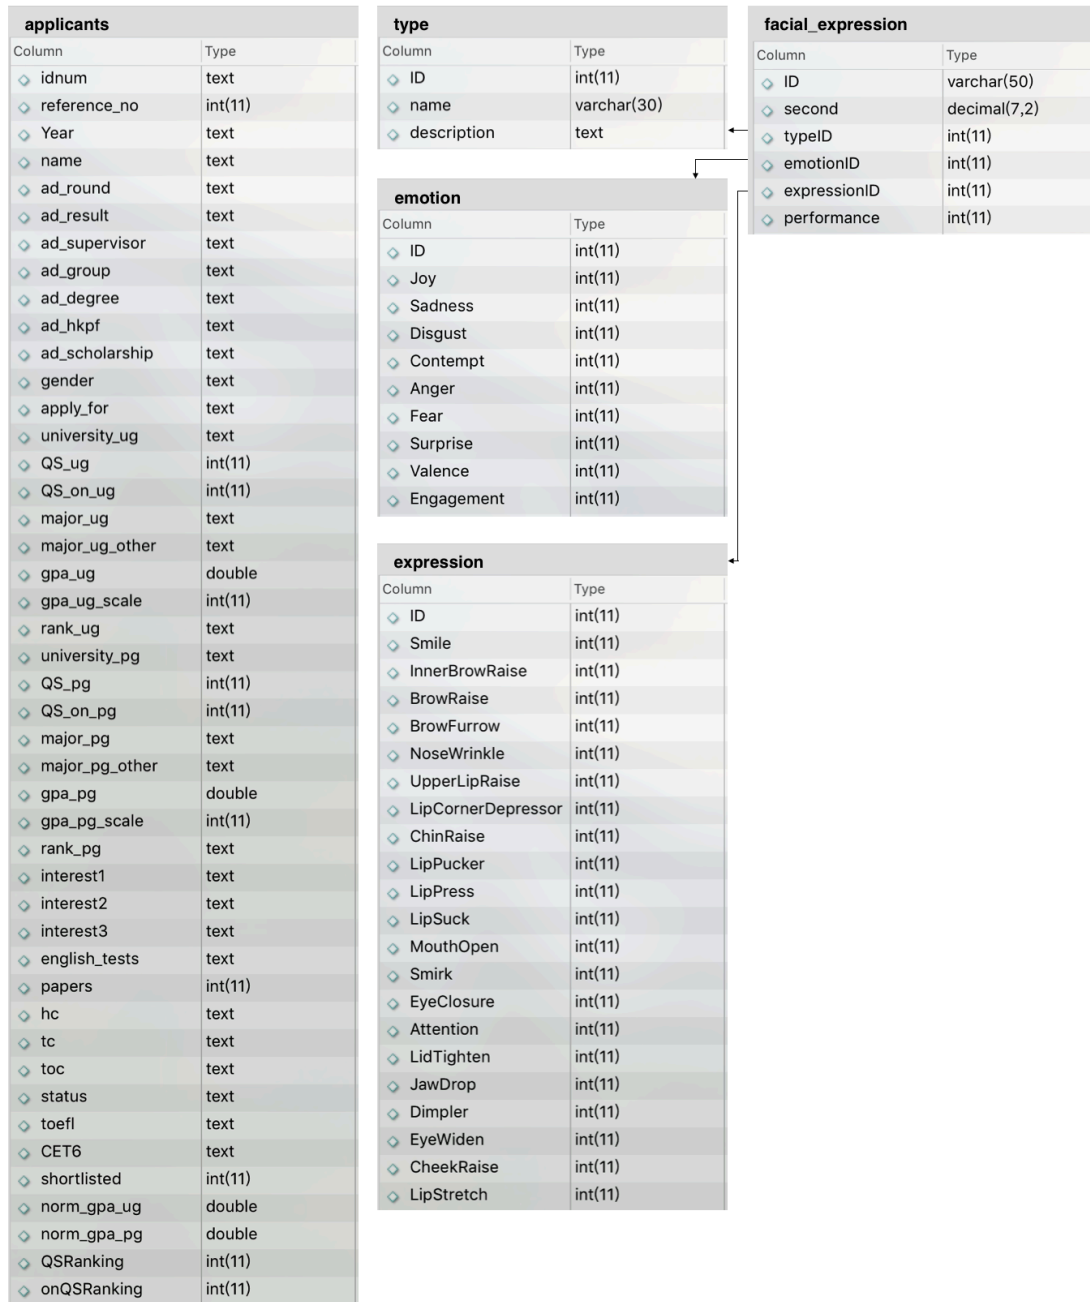 applicants
Column Type
idnum text
reference_no int(11)
Year text
name text
ad_round text
ad_result text
ad_supervisor text
ad_group text
ad_degree text
ad_hkpf text
ad_scholarship text
gender text
apply_for text
university_ug text
QS_ug int(11)
QS_on_ug int(11)
major_ug text
major_ug_other text
gpa_ug double
gpa_ug_scale int(11)
rank_ug text
university_pg text
QS_pg int(11)
QS_on_pg int(11)
major_pg text
major_pg_other text
gpa_pg double
gpa_pg_scale int(11)
rank_pg text
interest1 text
interest2 text
interest3 text
english_tests text
papers int(11)
hc text
tc text
toc text
status text
toefl text
CET6 text
shortlisted int(11)
norm_gpa_ug double
norm_gpa_pg double
QSRanking int(11)
onQSRanking int(11)
type
Column Type
ID int(11)
name varchar(30)
description text
emotion
Column Type
ID int(11)
Joy int(11)
Sadness int(11)
Disgust int(11)
Contempt int(11)
Anger int(11)
Fear int(11)
Surprise int(11)
Valence int(11)
Engagement int(11)
expression
Column Type
ID int(11)
Smile int(11)
InnerBrowRaise int(11)
BrowRaise int(11)
BrowFurrow int(11)
NoseWrinkle int(11)
UpperLipRaise int(11)
LipCornerDepressor int(11)
ChinRaise int(11)
LipPucker int(11)
LipPress int(11)
LipSuck int(11)
MouthOpen int(11)
Smirk int(11)
EyeClosure int(11)
Attention int(11)
LidTighten int(11)
JawDrop int(11)
Dimpler int(11)
EyeWiden int(11)
CheekRaise int(11)
LipStretch int(11)
facial_expression
Column Type
ID varchar(50)
second decimal(7,2)
typeID int(11)
emotionID int(11)
expressionID int(11)
performance int(11)